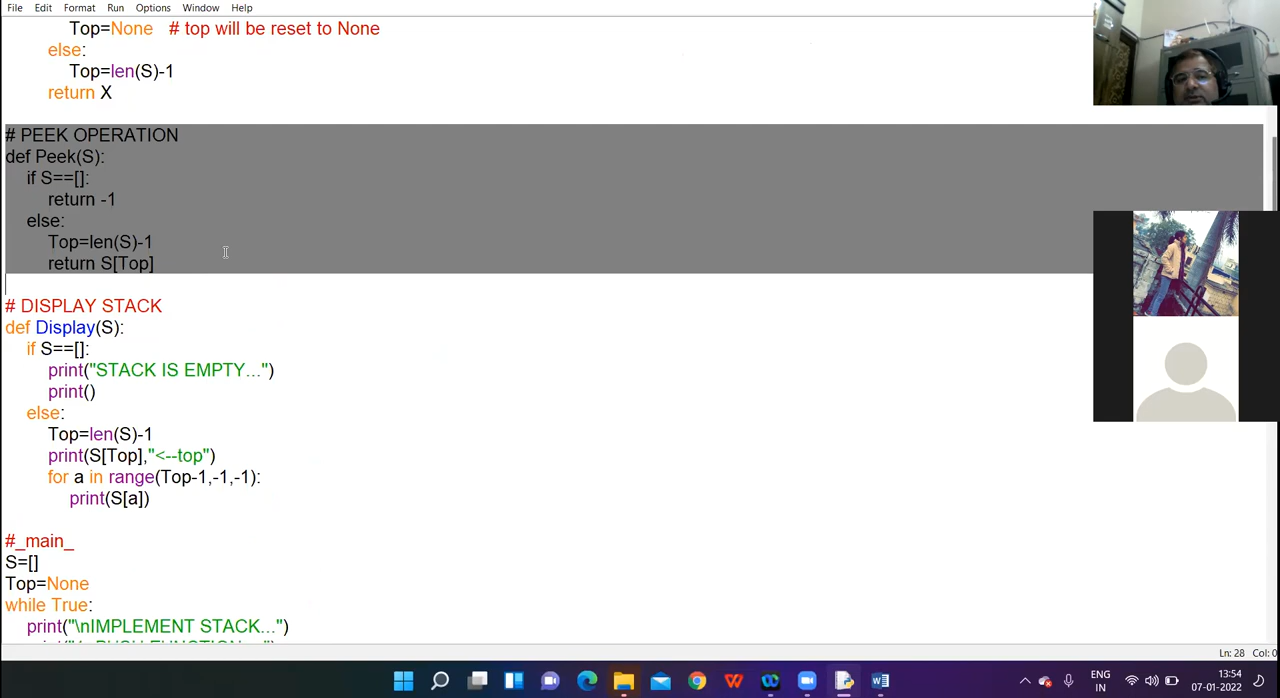 File Edit Format Run Options Window Help
Top=None # top will be reset to None
else:
Top=len(S)-1
return X
# PEEK OPERATION
def Peek(S):
if S==[]:
return -1
else:
Top=len(S)-1
return S[Top]
# DISPLAY STACK
def Display(S):
if S==[]:
print("STACK IS EMPTY...")
print()
else:
Top=len(S)-1
print(S[Top],"<--top")
for a in range(Top-1,-1,-1):
print(S[a])
#_main_
S=[]
Top=None
while True:
print("\nIMPLEMENT STACK...")
Ln: 28 Col: 0
ENG
IN
13:54
07-01-2022